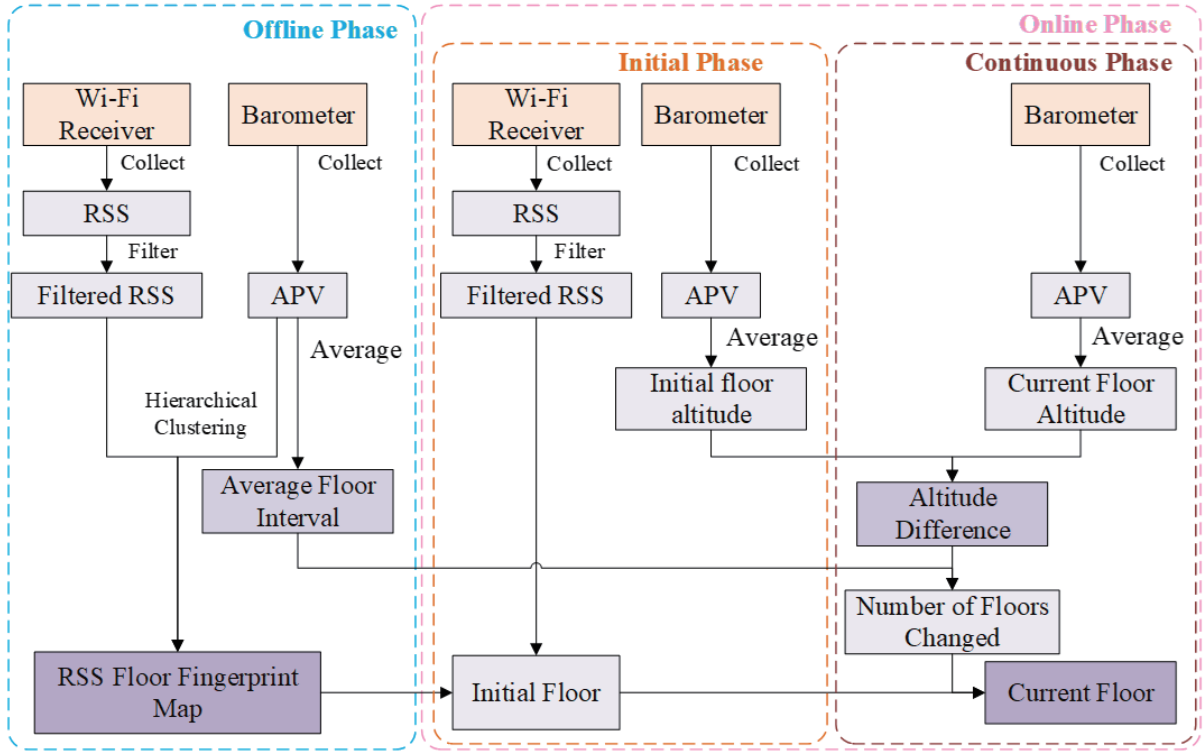 Offline Phase
Wi-Fi
Receiver
Barometer
Collect
Collect
RSS
Filter
Filtered RSS
APV
Average
Hierarchical
Clustering
Average Floor
Interval
RSS Floor Fingerprint
Map
Online Phase
Initial Phase
Wi-Fi
Receiver
Barometer
Collect
Collect
RSS
Filter
Filtered RSS
APV
Average
Initial floor
altitude
Initial Floor
Continuous Phase
Barometer
Collect
APV
Average
Current Floor
Altitude
Altitude
Difference
Number of Floors
Changed
Current Floor